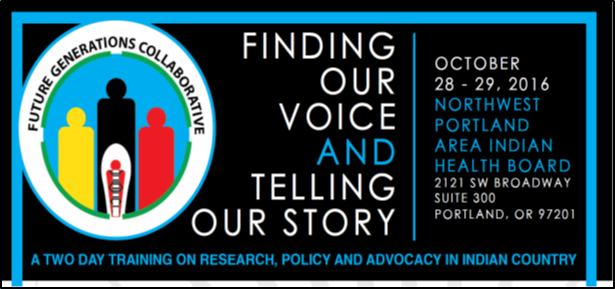 FUTURE GENERATIONS COLLABORATIVE
FINDING
OUR
VOICE
AND
TELLING
OUR STORY
OCTOBER
28 - 29, 2016
NORTHWEST
PORTLAND
AREA INDIAN
HEALTH BOARD
2121 SW BROADWAY
SUITE 300
PORTLAND, OR 97201
A TWO DAY TRAINING ON RESEARCH, POLICY AND ADVOCACY IN INDIAN COUNTRY